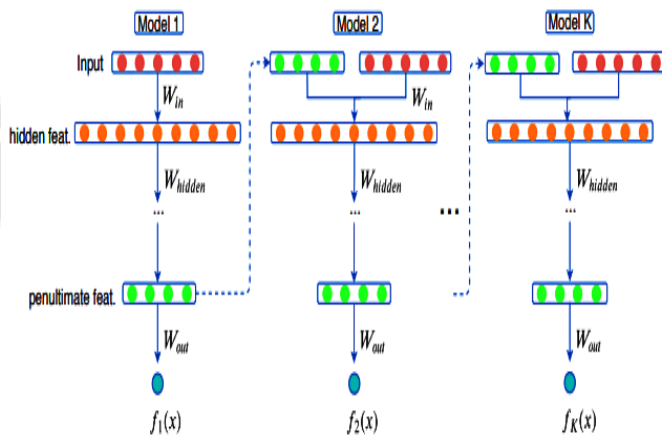 Model 1 Model 2 Model K
Input
W_in W_in
hidden feat.
W_hidden W_hidden W_hidden
... ... ... ...
penultimate feat.
W_out W_out W_out
f_1(x) f_2(x) f_K(x)